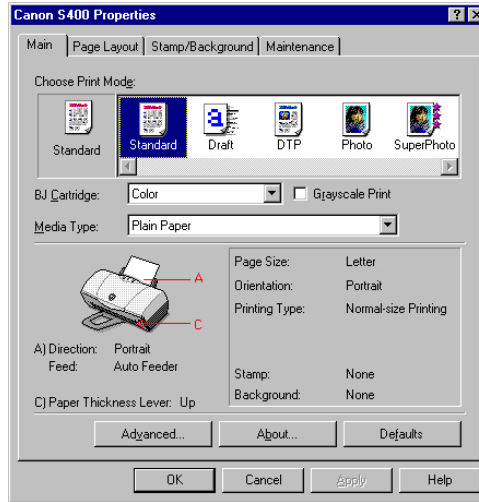 Canon S400 Properties
Main Page Layout Stamp/Background Maintenance
Choose Print Mode:
Standard
Standard Draft DTP Photo SuperPhoto
BJ Cartridge: Color Grayscale Print
Media Type: Plain Paper
A
C
A) Direction: Portrait
Feed: Auto Feeder
C) Paper Thickness Lever: Up
Page Size: Letter
Orientation: Portrait
Printing Type: Normal-size Printing
Stamp: None
Background: None
Advanced... About... Defaults
OK Cancel Apply Help